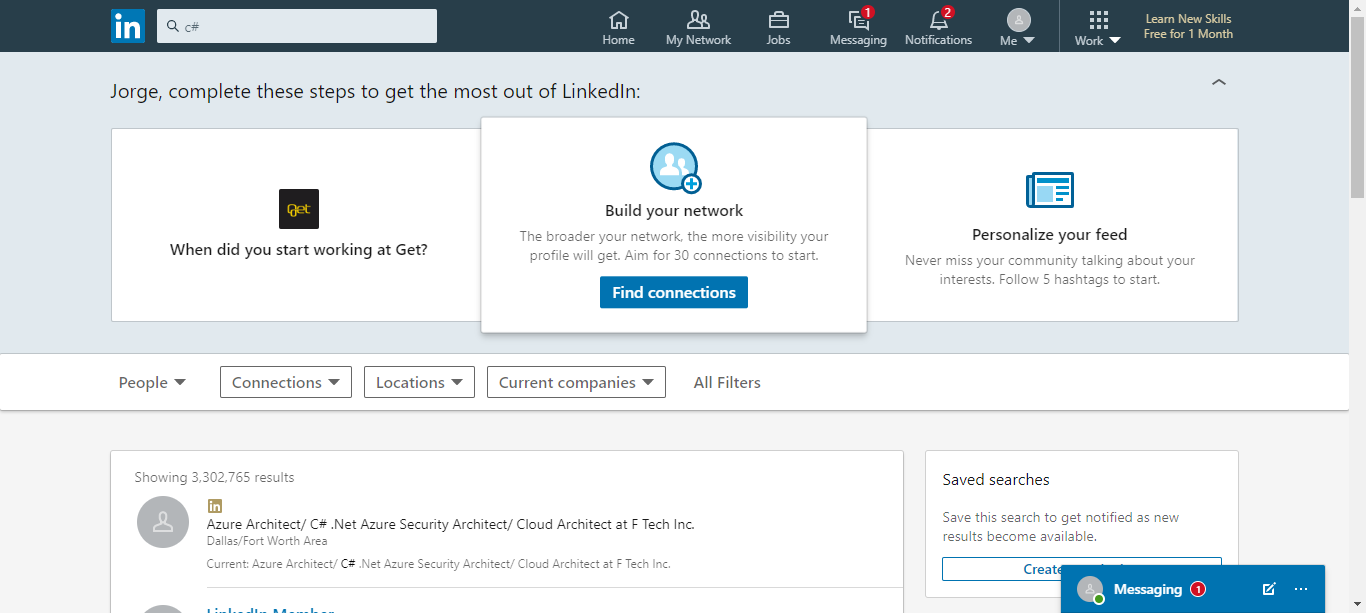 in
c#
Home
My Network
Jobs
1
Messaging
2
Notifications
Me
Work
Learn New Skills
Free for 1 Month
Jorge, complete these steps to get the most out of LinkedIn:
Get
When did you start working at Get?
Build your network
The broader your network, the more visibility your
profile will get. Aim for 30 connections to start.
Find connections
Personalize your feed
Never miss your community talking about your
interests. Follow 5 hashtags to start.
People
Connections
Locations
Current companies
All Filters
Showing 3,302,765 results
in
Azure Architect/ C# .Net Azure Security Architect/ Cloud Architect at F Tech Inc.
Dallas/Fort Worth Area
Current: Azure Architect/ C# .Net Azure Security Architect/ Cloud Architect at F Tech Inc.
LinkedIn Member
Saved searches
Save this search to get notified as new
results become available.
Create
Messaging 1